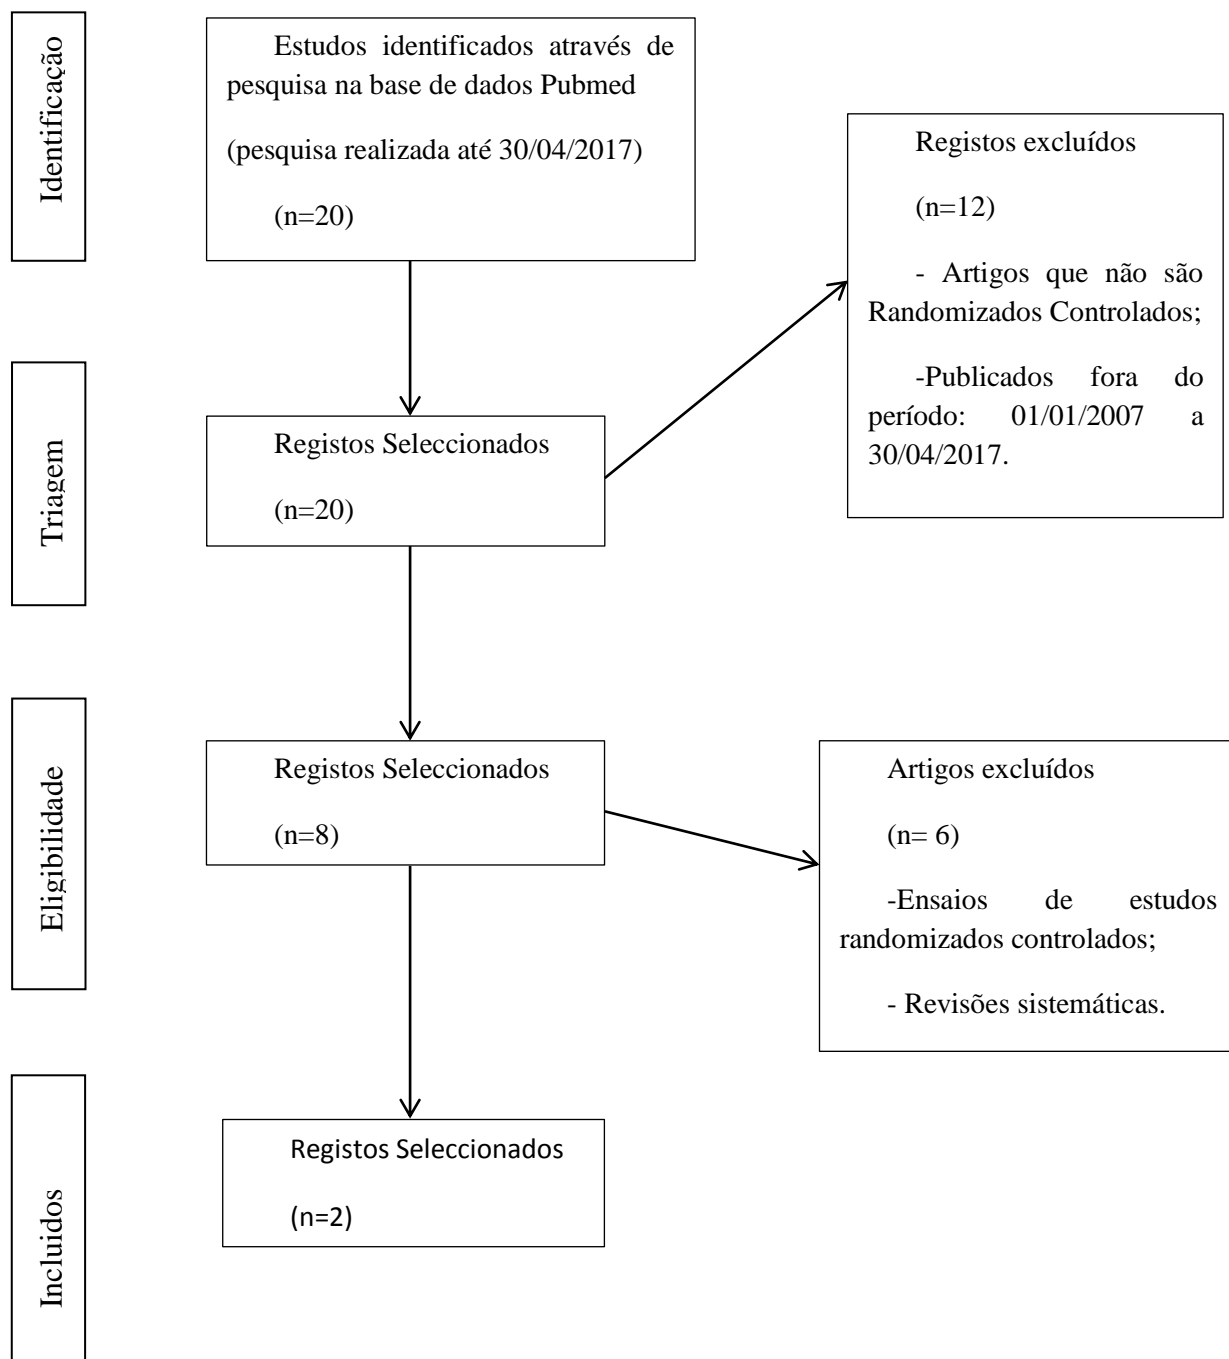 Identificação
Estudos identificados através de
pesquisa na base de dados Pubmed
(pesquisa realizada até 30/04/2017)
(n=20)
Registos excluídos
(n=12)
- Artigos que não são
Randomizados Controlados;
-Publicados fora do
período: 01/01/2007 a
30/04/2017.
Triagem
Registos Seleccionados
(n=20)
Eligibilidade
Registos Seleccionados
(n=8)
Artigos excluídos
(n= 6)
-Ensaios de estudos
randomizados controlados;
- Revisões sistemáticas.
Incluidos
Registos Seleccionados
(n=2)